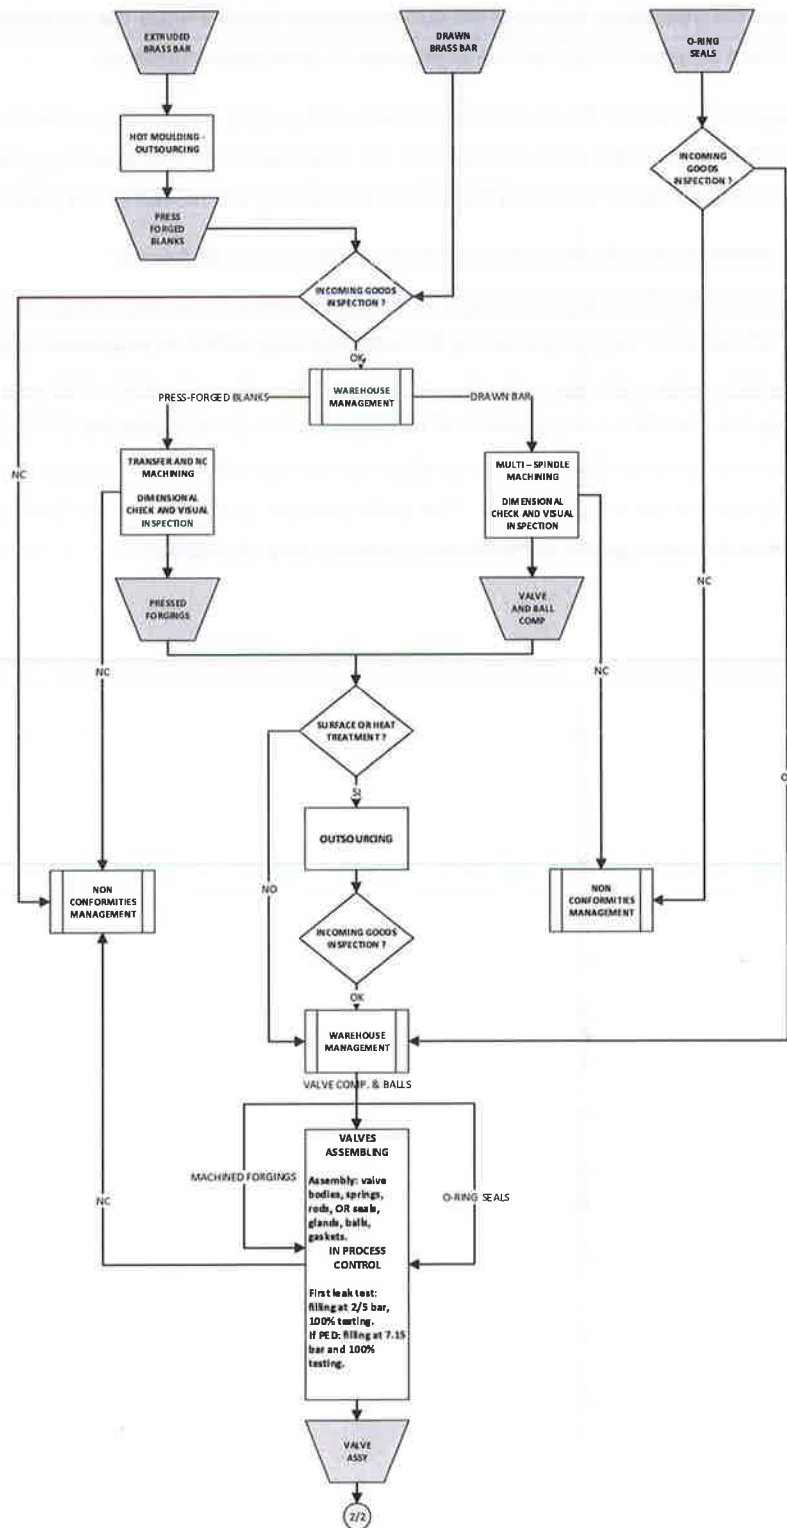 EXTRUDED
BRASS BAR
DRAWN
BRASS BAR
O-RING
SEALS
HOT MOULDING -
OUTSOURCING
INCOMING
GOODS
INSPECTION ?
PRESS
FORGED
BLANKS
INCOMING GOODS
INSPECTION ?
OK
WAREHOUSE
MANAGEMENT
PRESS-FORGED BLANKS
DRAWN BAR
NC
TRANSFER AND NC
MACHINING
DIMENSIONAL
CHECK AND VISUAL
INSPECTION
MULTI – SPINDLE
MACHINING
DIMENSIONAL
CHECK AND VISUAL
INSPECTION
NC
PRESSED
FORGINGS
VALVE
AND BALL
COMP
NC
NC
SURFACE OR HEAT
TREATMENT ?
SI
O
OUTSOURCING
NO
NON
CONFORMITIES
MANAGEMENT
NON
CONFORMITIES
MANAGEMENT
INCOMING GOODS
INSPECTION ?
OK
WAREHOUSE
MANAGEMENT
VALVE COMP. & BALLS
VALVES
ASSEMBLING
MACHINED FORGINGS
O-RING SEALS
NC
Assembly: valve
bodies, springs,
rods, OR seals,
glands, balls,
gaskets.
IN PROCESS
CONTROL
First leak test:
filling at 2/5 bar,
100% testing.
If PED: filling at 7.15
bar and 100%
testing.
VALVE
ASSY
2/2